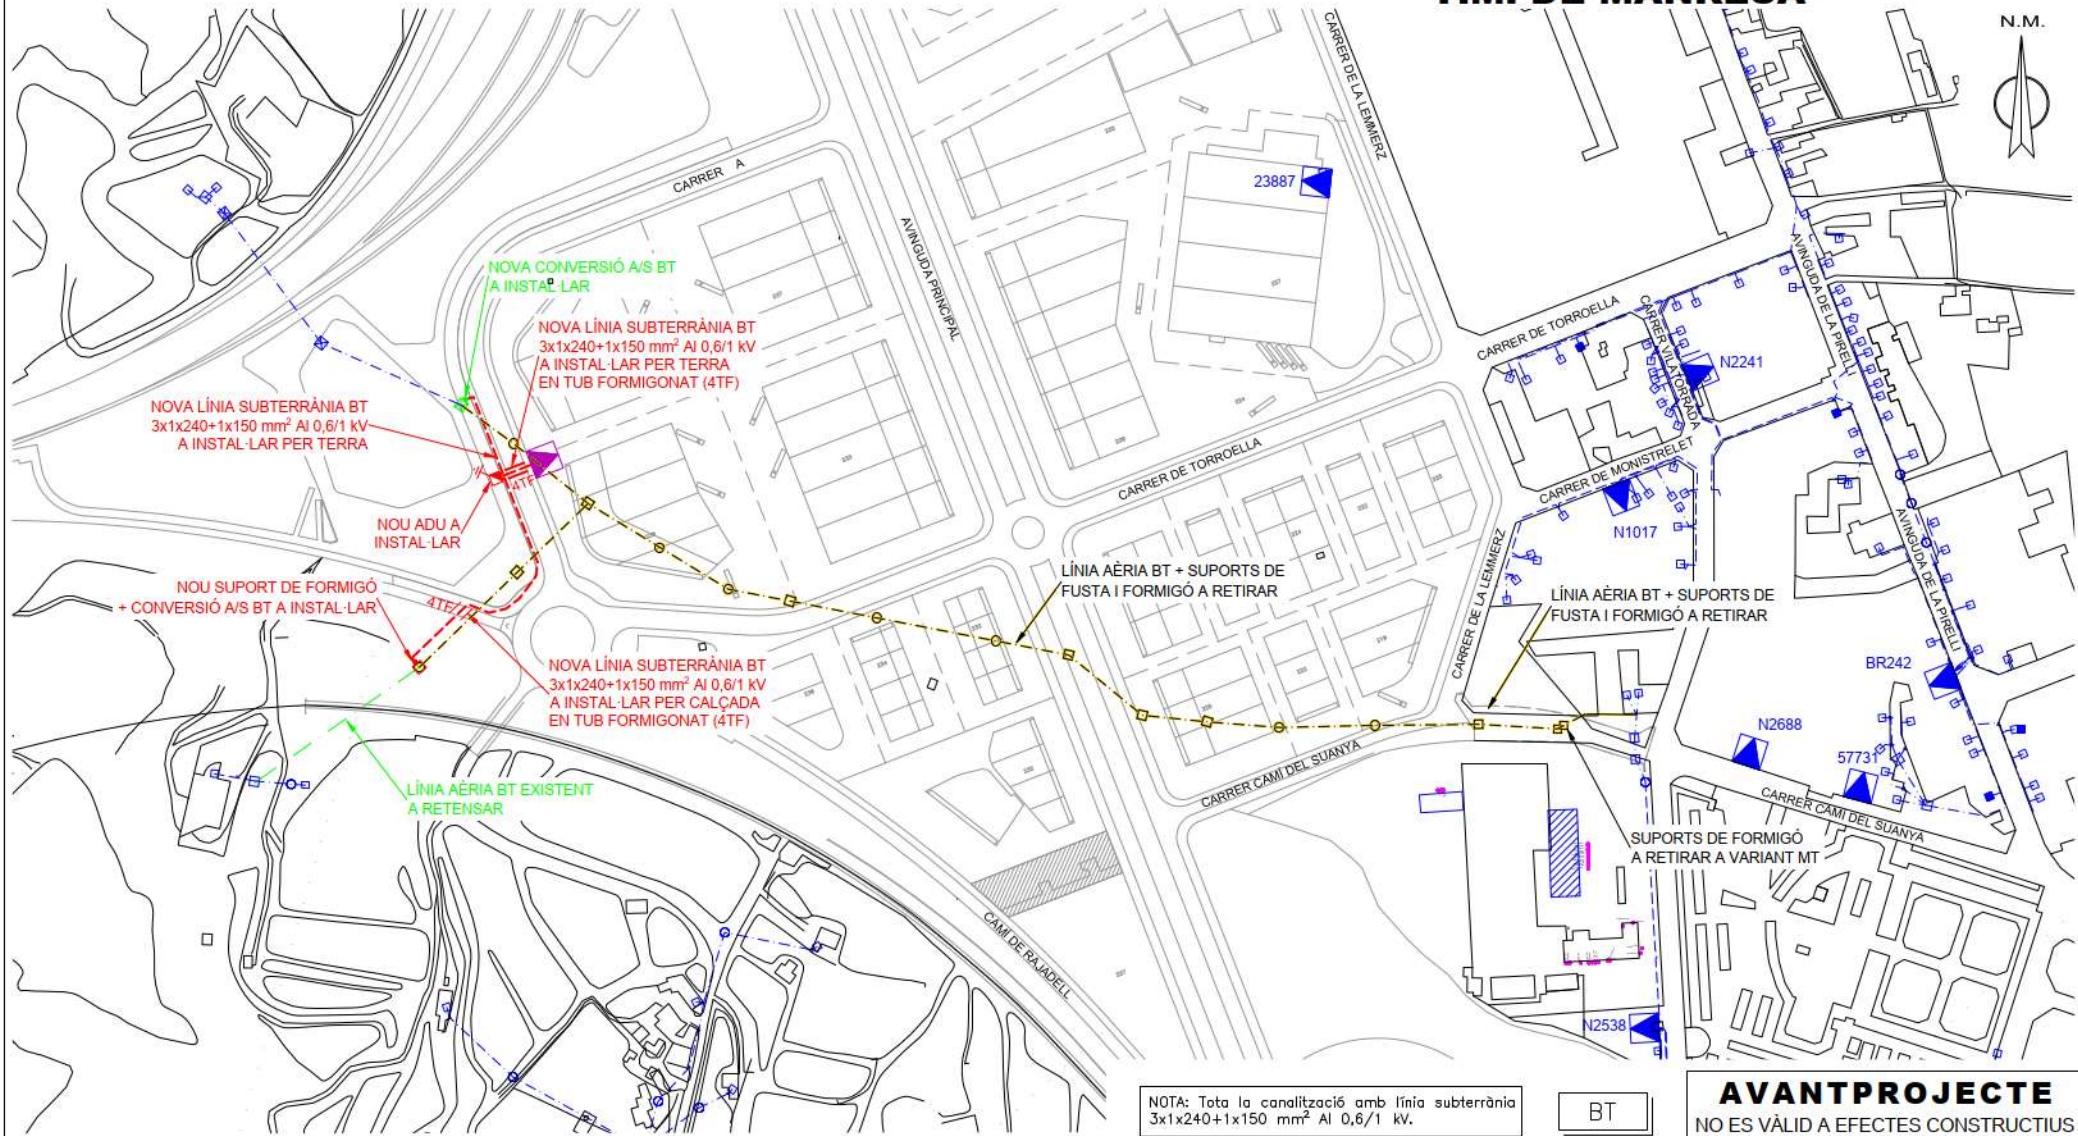 N.M.
CARRER DE LA LEMMERZ
CARRER A
23887
AVINGUDA PRINCIPAL
AVINGUDA DE LA PIRELLI
NOVA CONVERSIÓ A/S BT
A INSTAL·LAR
NOVA LÍNIA SUBTERRÀNIA BT
3x1x240+1x150 mm² Al 0,6/1 kV
A INSTAL·LAR PER TERRA
EN TUB FORMIGONAT (4TF)
CARRER DE TORROELLA
CARRER VILATORRADA
N2241
NOVA LÍNIA SUBTERRÀNIA BT
3x1x240+1x150 mm² Al 0,6/1 kV
A INSTAL·LAR PER TERRA
4TF
CARRER DE TORROELLA
CARRER DE MONISTRELET
N1017
NOU ADU A
INSTAL·LAR
AVINGUDA DE LA PIRELLI
CARRER DE LA LEMMERZ
LÍNIA AÈRIA BT + SUPORTS DE
FUSTA I FORMIGÓ A RETIRAR
LÍNIA AÈRIA BT + SUPORTS DE
FUSTA I FORMIGÓ A RETIRAR
NOU SUPORT DE FORMIGÓ
+ CONVERSIÓ A/S BT A INSTAL·LAR
4TF
BR242
NOVA LÍNIA SUBTERRÀNIA BT
3x1x240+1x150 mm² Al 0,6/1 kV
A INSTAL·LAR PER CALÇADA
EN TUB FORMIGONAT (4TF)
N2688
57731
CARRER CAMÍ DEL SUANYA
CARRER CAMI DEL SUANYA
LÍNIA AÈRIA BT EXISTENT
A RETENSAR
SUPORTS DE FORMIGÓ
A RETIRAR A VARIANT MT
CAMÍ DE RAJADELL
N2538
NOTA: Tota la canalització amb línia subterrània
3x1x240+1x150 mm² Al 0,6/1 kV.
BT
AVANTPROJECTE
NO ES VÀLID A EFECTES CONSTRUCTIUS